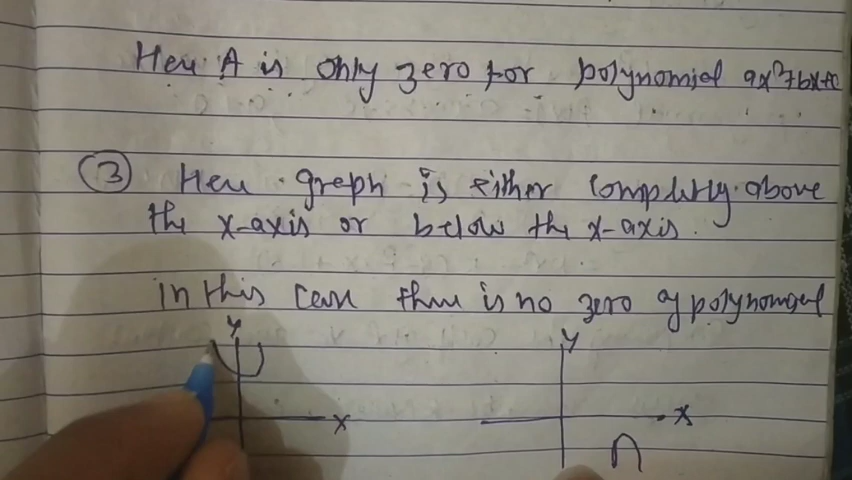 Here A is only zero for polynomial ax²+bx+c
③ Here graph is either completly above
the x-axis or below the x-axis.
in this case there is no zero of polynomial
y y
x x